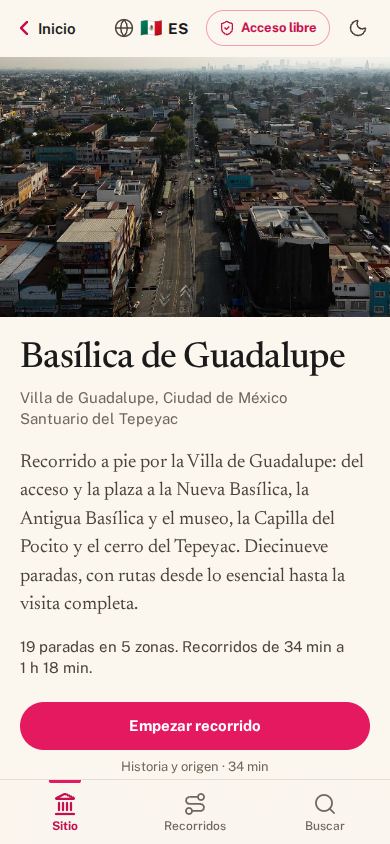 Inicio
ES
Acceso libre
Basílica de Guadalupe
Villa de Guadalupe, Ciudad de México
Santuario del Tepeyac
Recorrido a pie por la Villa de Guadalupe: del
acceso y la plaza a la Nueva Basílica, la
Antigua Basílica y el museo, la Capilla del
Pocito y el cerro del Tepeyac. Diecinueve
paradas, con rutas desde lo esencial hasta la
visita completa.
19 paradas en 5 zonas. Recorridos de 34 min a
1 h 18 min.
Empezar recorrido
Historia y origen · 34 min
Sitio
Recorridos
Buscar